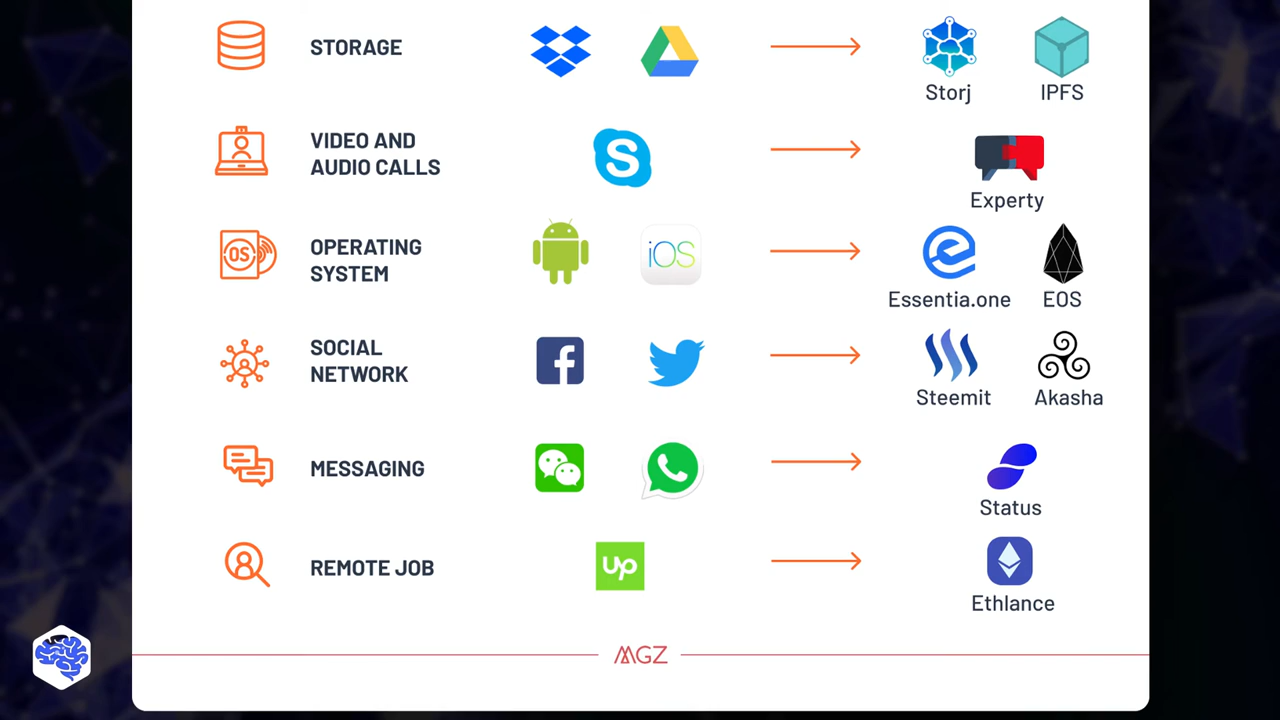 STORAGE
Storj
IPFS
VIDEO AND
AUDIO CALLS
S
Experty
OS
OPERATING
SYSTEM
iOS
Essentia.one
EOS
SOCIAL
NETWORK
f
Steemit
Akasha
MESSAGING
Status
REMOTE JOB
Up
Ethlance
MGZ